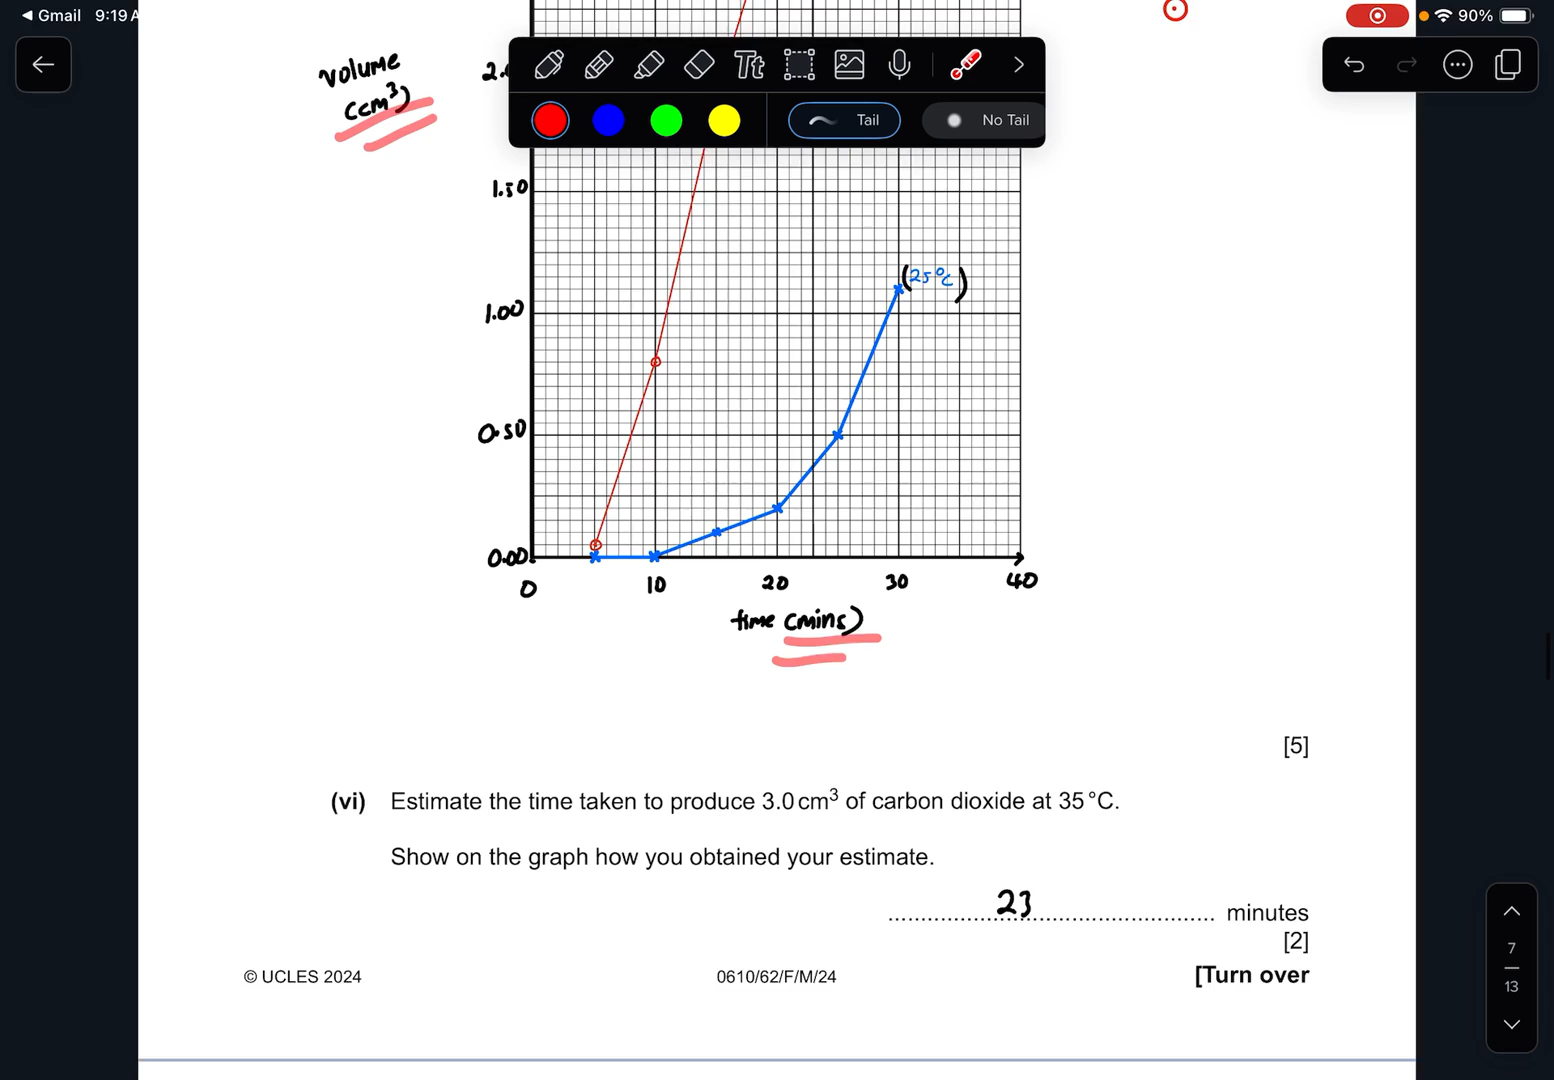 Gmail 9:19 A
90%
volume
(cm³)
2.0
Tt
Tail
No Tail
1.50
(25°C)
1.00
0.50
0.00
0 10 20 30 40
time (mins)
[5]
(vi) Estimate the time taken to produce 3.0 cm³ of carbon dioxide at 35 °C.
Show on the graph how you obtained your estimate.
23
.................................................. minutes
[2]
© UCLES 2024 0610/62/F/M/24 [Turn over
7
13